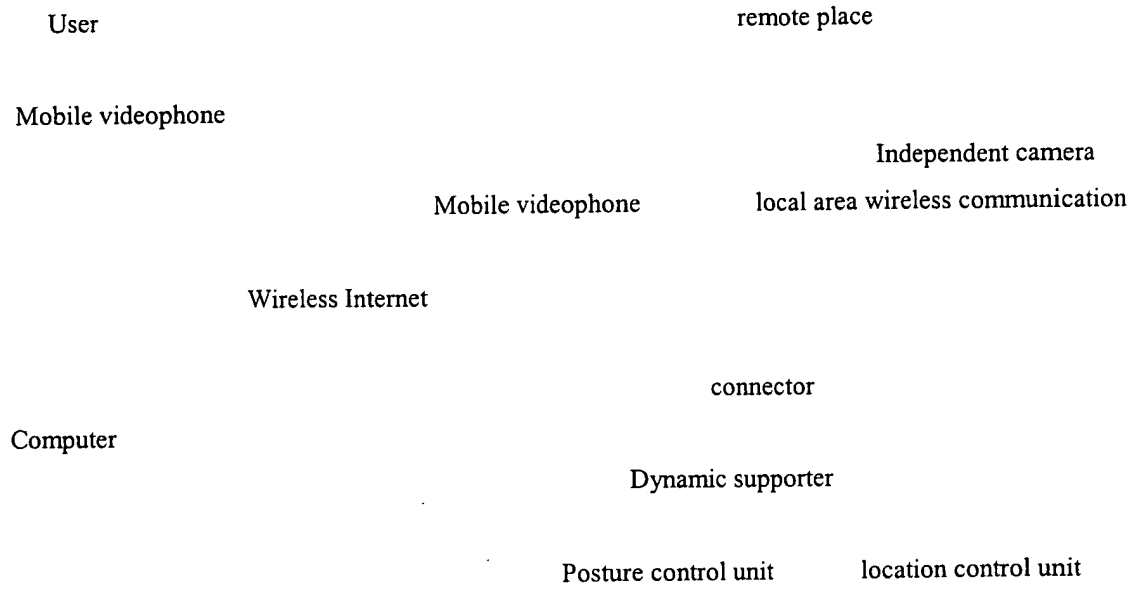 User
remote place
Mobile videophone
Independent camera
Mobile videophone
local area wireless communication
Wireless Internet
connector
Computer
Dynamic supporter
Posture control unit
location control unit